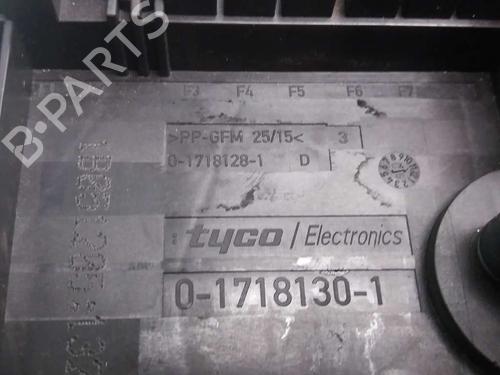 F3 F4 F5 F6 F7
>PP-GFM 25/15< 3
0-1718128-1 D
tyco / Electronics
0-1718130-1
B-PARTS